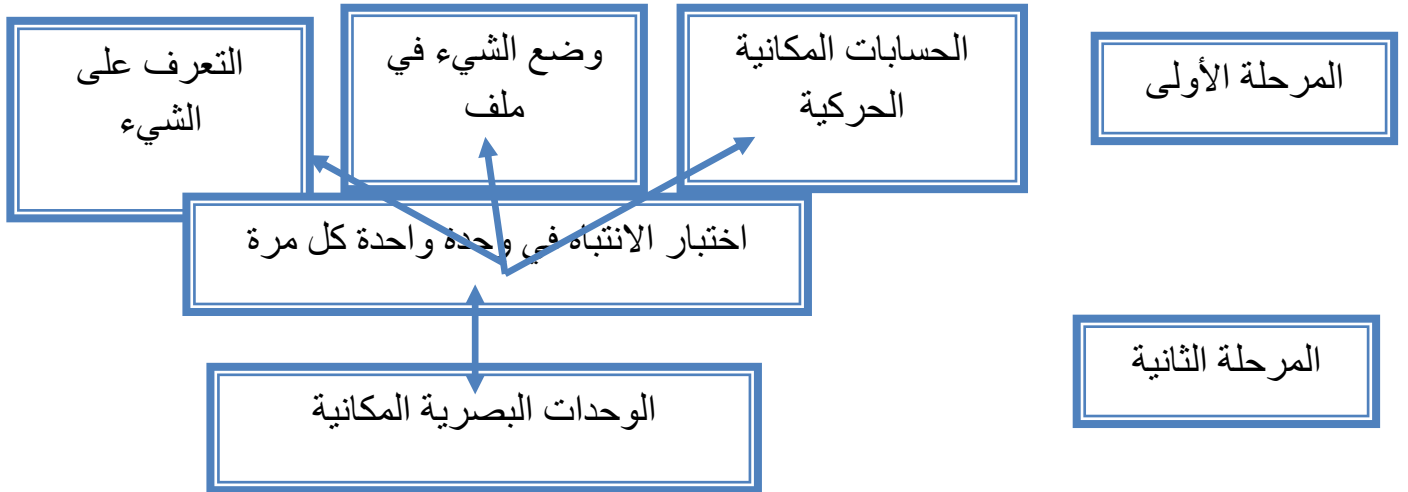 المرحلة الأولى
الحسابات المكانية
الحركية
وضع الشيء في
ملف
التعرف على
الشيء
اختبار الانتباه في وحدة واحدة كل مرة
المرحلة الثانية
الوحدات البصرية المكانية